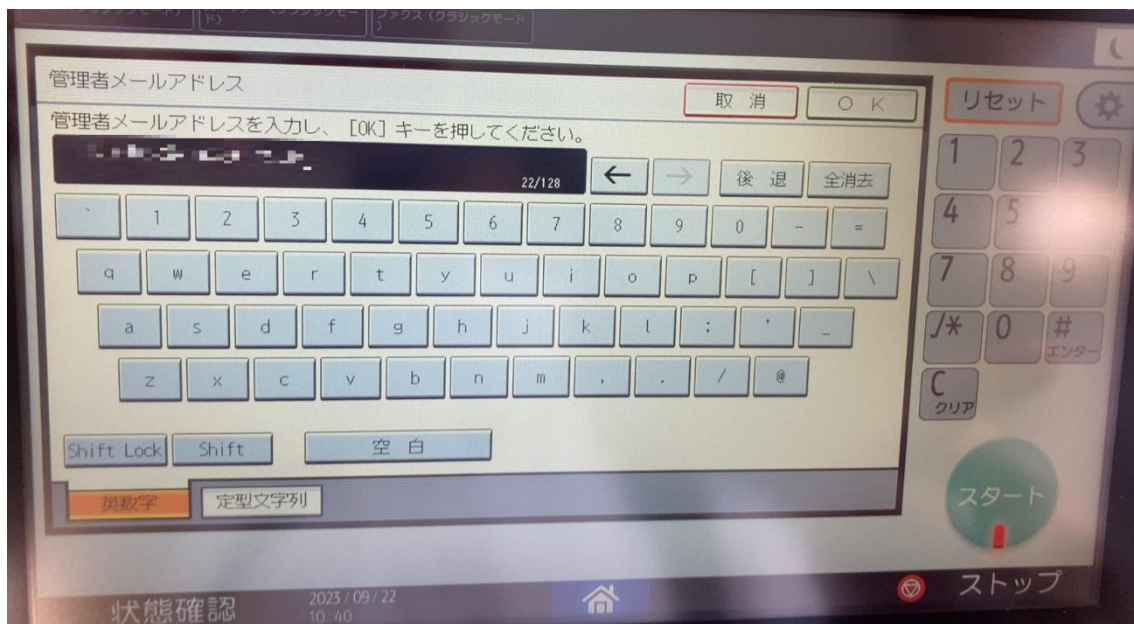 ファクス (クラシックモード
)
管理者メールアドレス
取 消
O K
リセット
管理者メールアドレスを入力し、 [OK] キーを押してください。
22/128
← → 後 退 全消去
` 1 2 3 4 5 6 7 8 9 0 - =
q w e r t y u i o p [ ] \
a s d f g h j k l ; ' _
z x c v b n m , . / @
Shift Lock Shift 空 白
英数字 定型文字列
1 2 3
4 5
7 8 9
./* 0 #
エンター
C
クリア
スタート
ストップ
状態確認
2023/09/22
10:40